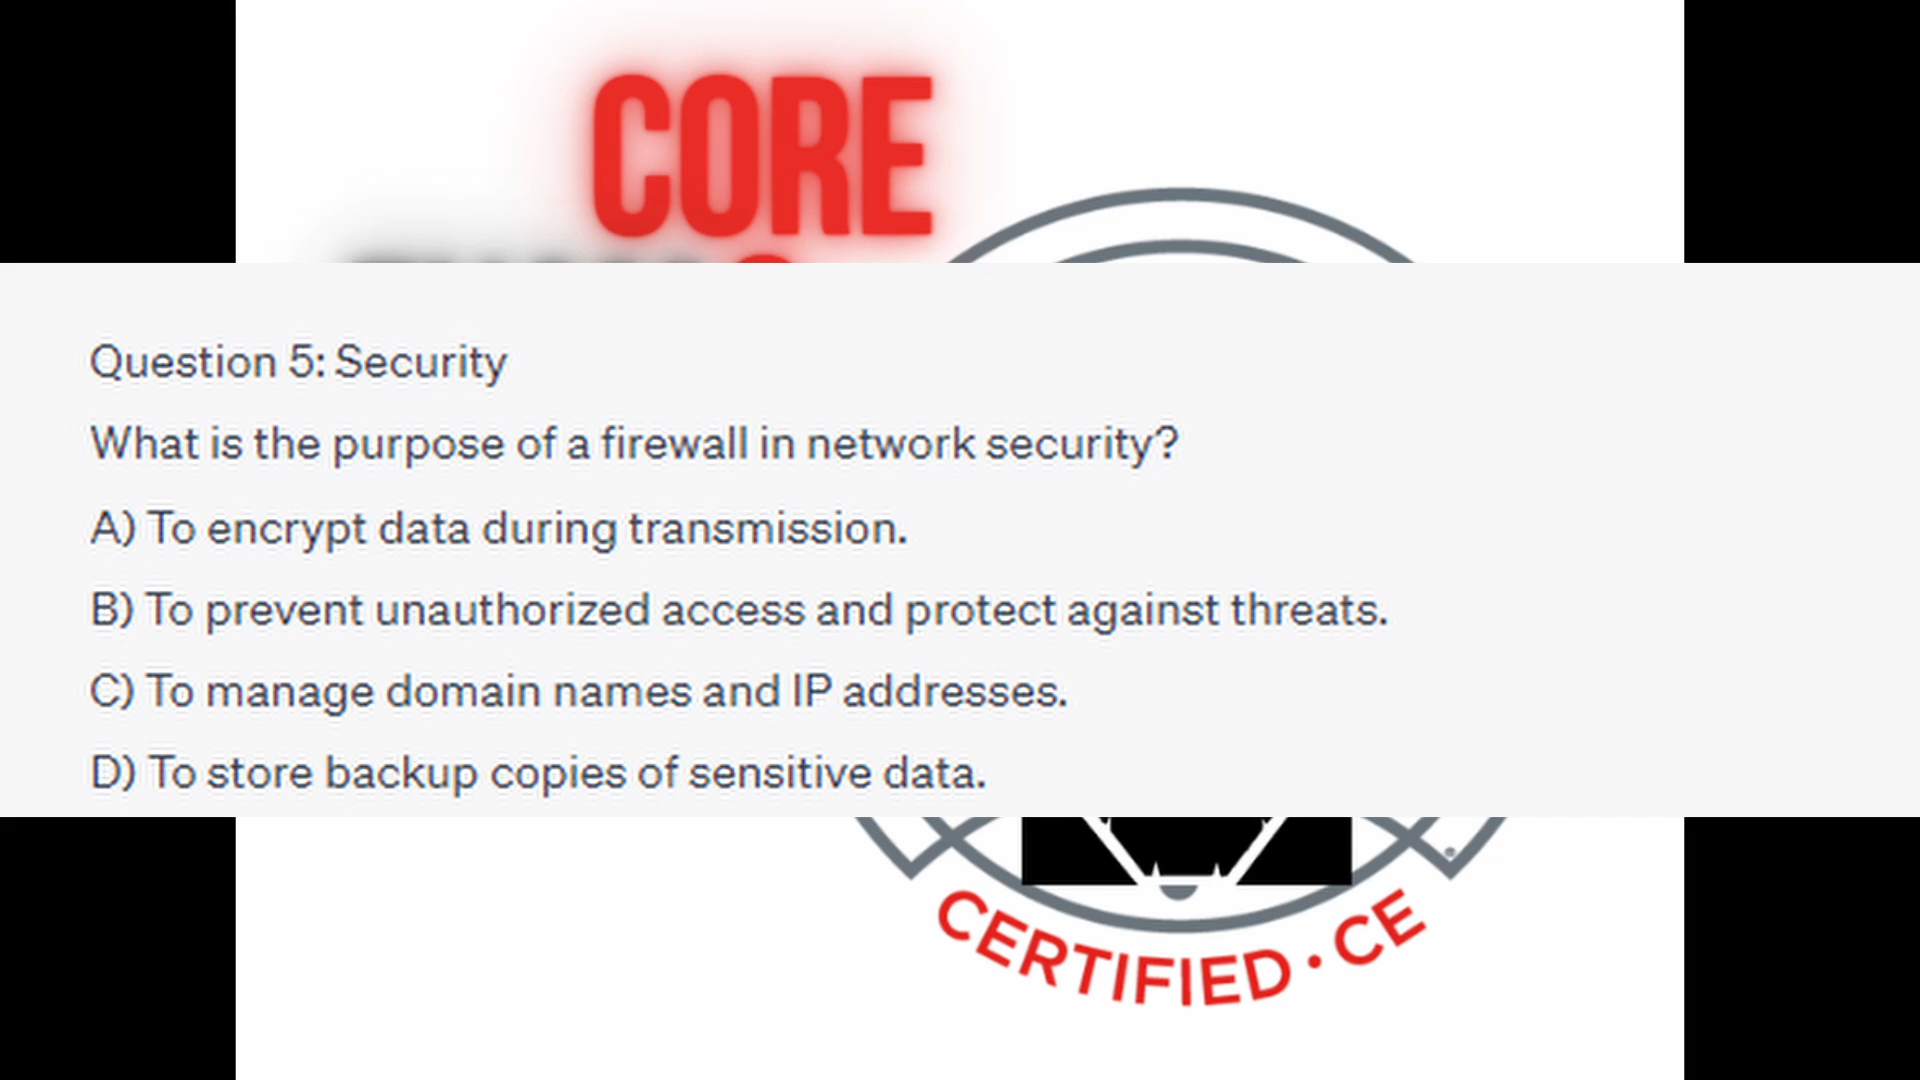 CORE
Question 5: Security
What is the purpose of a firewall in network security?
A) To encrypt data during transmission.
B) To prevent unauthorized access and protect against threats.
C) To manage domain names and IP addresses.
D) To store backup copies of sensitive data.
CERTIFIED · CE